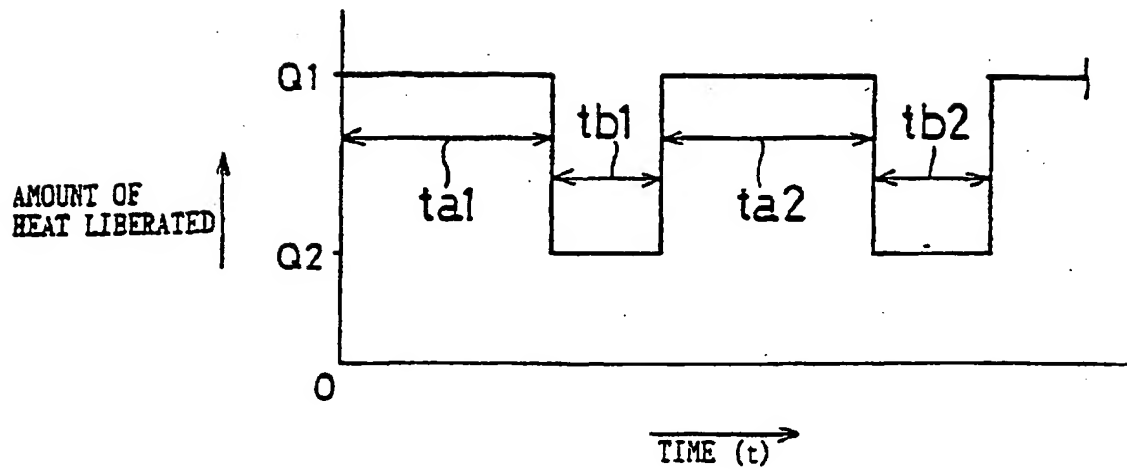 Q1
tb1
tb2
ta1
ta2
AMOUNT OF
HEAT LIBERATED
Q2
0
TIME (t)